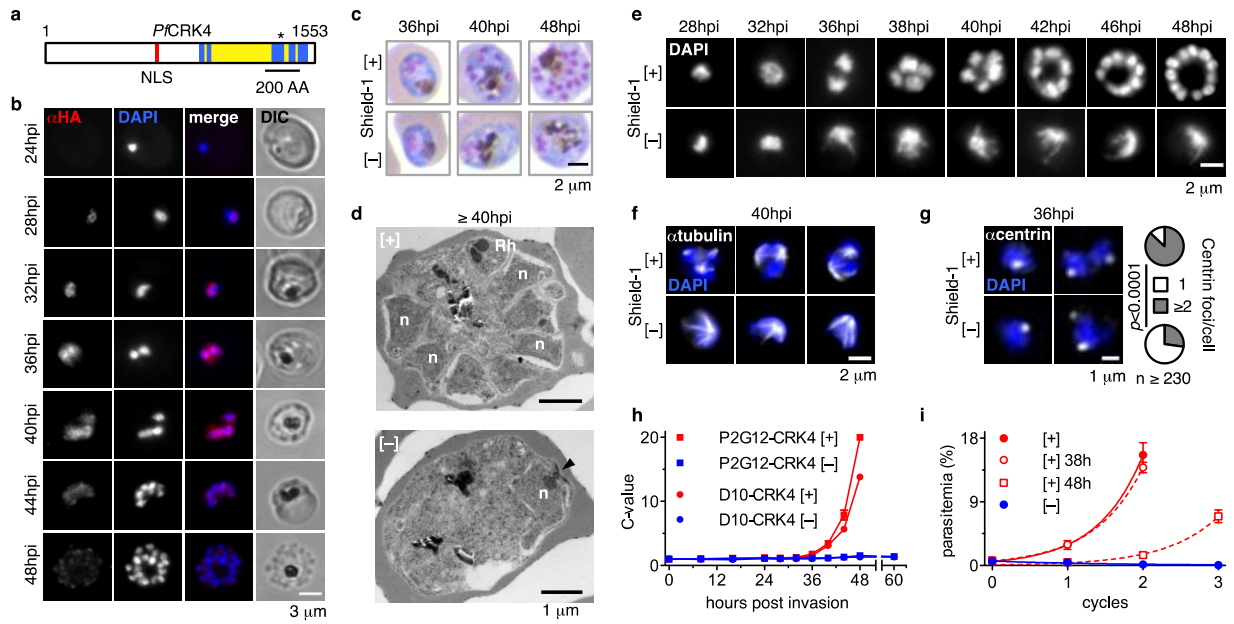 a
1 PfCRK4 * 1553
NLS
200 AA
b
αHA DAPI merge DIC
24hpi
28hpi
32hpi
36hpi
40hpi
44hpi
48hpi
3 μm
c
36hpi 40hpi 48hpi
Shield-1
[+]
[–]
2 μm
d
≥ 40hpi
[+]
Rh
n
n
n
n
n
[–]
n
1 μm
e
28hpi 32hpi 36hpi 38hpi 40hpi 42hpi 46hpi 48hpi
DAPI
Shield-1
[+]
[–]
2 μm
f
40hpi
αtubulin
DAPI
Shield-1
[+]
[–]
2 μm
g
36hpi
αcentrin
DAPI
Shield-1
[+]
[–]
1 μm
p<0.0001
1
≥2
Centrin foci/cell
n ≥ 230
h
P2G12-CRK4 [+]
P2G12-CRK4 [–]
D10-CRK4 [+]
D10-CRK4 [–]
C-value
20
10
0
0 12 24 36 48 60
hours post invasion
i
[+]
[+] 38h
[+] 48h
[–]
parasitemia (%)
18
9
0
0 1 2 3
cycles